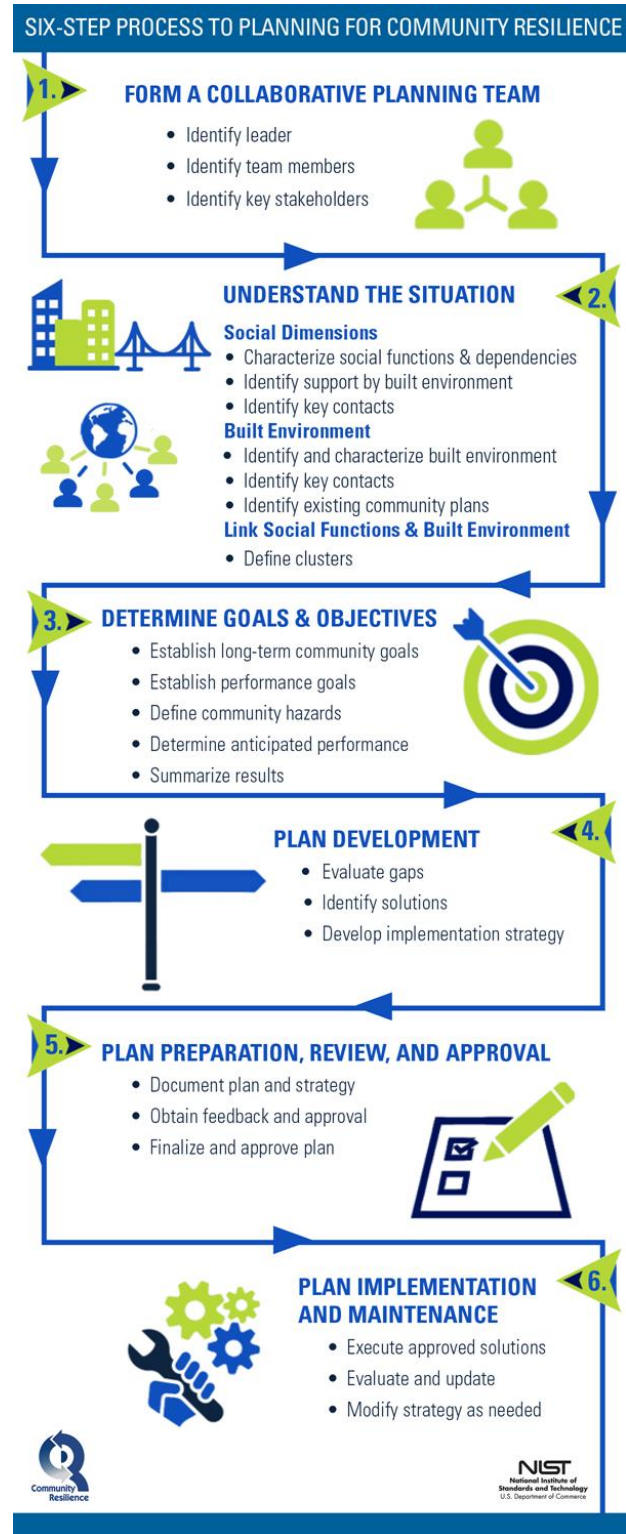 SIX-STEP PROCESS TO PLANNING FOR COMMUNITY RESILIENCE
1.
FORM A COLLABORATIVE PLANNING TEAM
• Identify leader
• Identify team members
• Identify key stakeholders
2.
UNDERSTAND THE SITUATION
Social Dimensions
• Characterize social functions & dependencies
• Identify support by built environment
• Identify key contacts
Built Environment
• Identify and characterize built environment
• Identify key contacts
• Identify existing community plans
Link Social Functions & Built Environment
• Define clusters
3.
DETERMINE GOALS & OBJECTIVES
• Establish long-term community goals
• Establish performance goals
• Define community hazards
• Determine anticipated performance
• Summarize results
4.
PLAN DEVELOPMENT
• Evaluate gaps
• Identify solutions
• Develop implementation strategy
5.
PLAN PREPARATION, REVIEW, AND APPROVAL
• Document plan and strategy
• Obtain feedback and approval
• Finalize and approve plan
6.
PLAN IMPLEMENTATION
AND MAINTENANCE
• Execute approved solutions
• Evaluate and update
• Modify strategy as needed
Community
Resilience
NIST
National Institute of
Standards and Technology
U.S. Department of Commerce